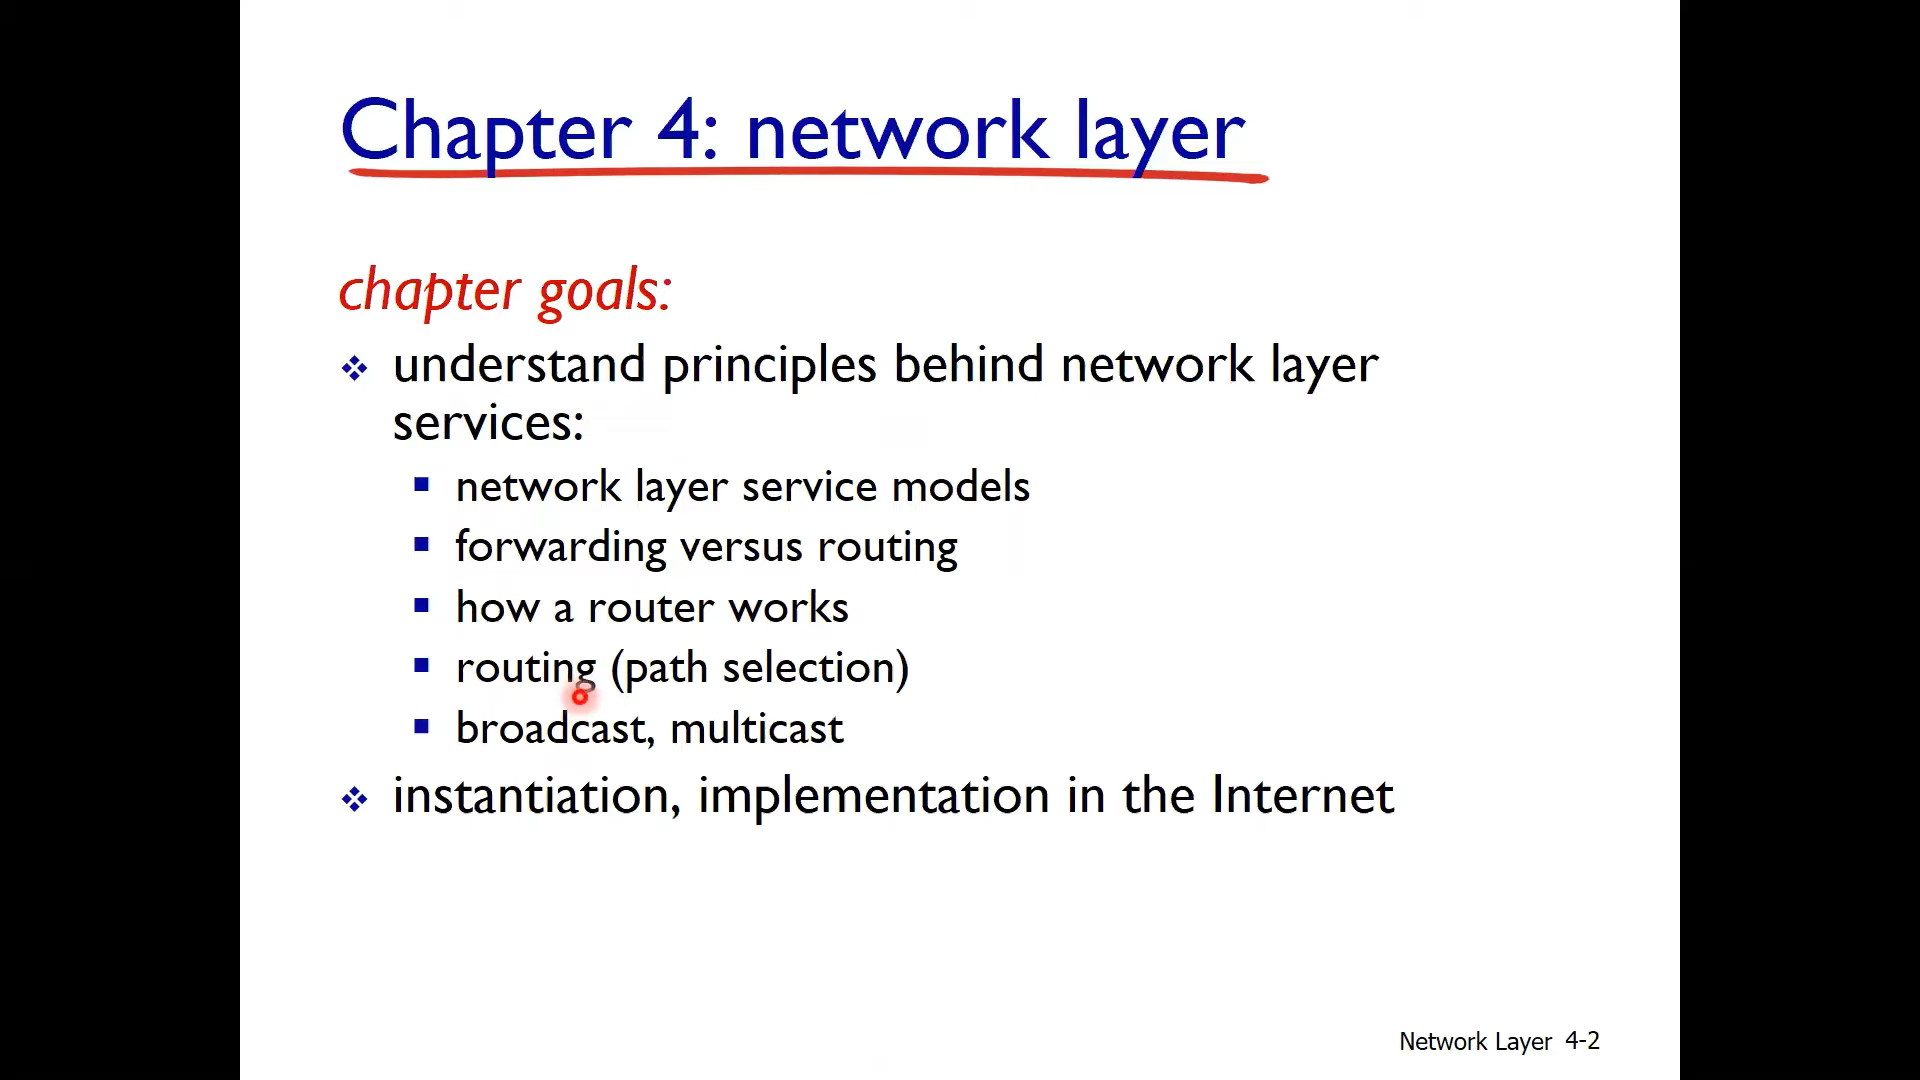 Chapter 4: network layer
chapter goals:
understand principles behind network layer
services:
network layer service models
forwarding versus routing
how a router works
routing (path selection)
broadcast, multicast
instantiation, implementation in the Internet
Network Layer 4-2